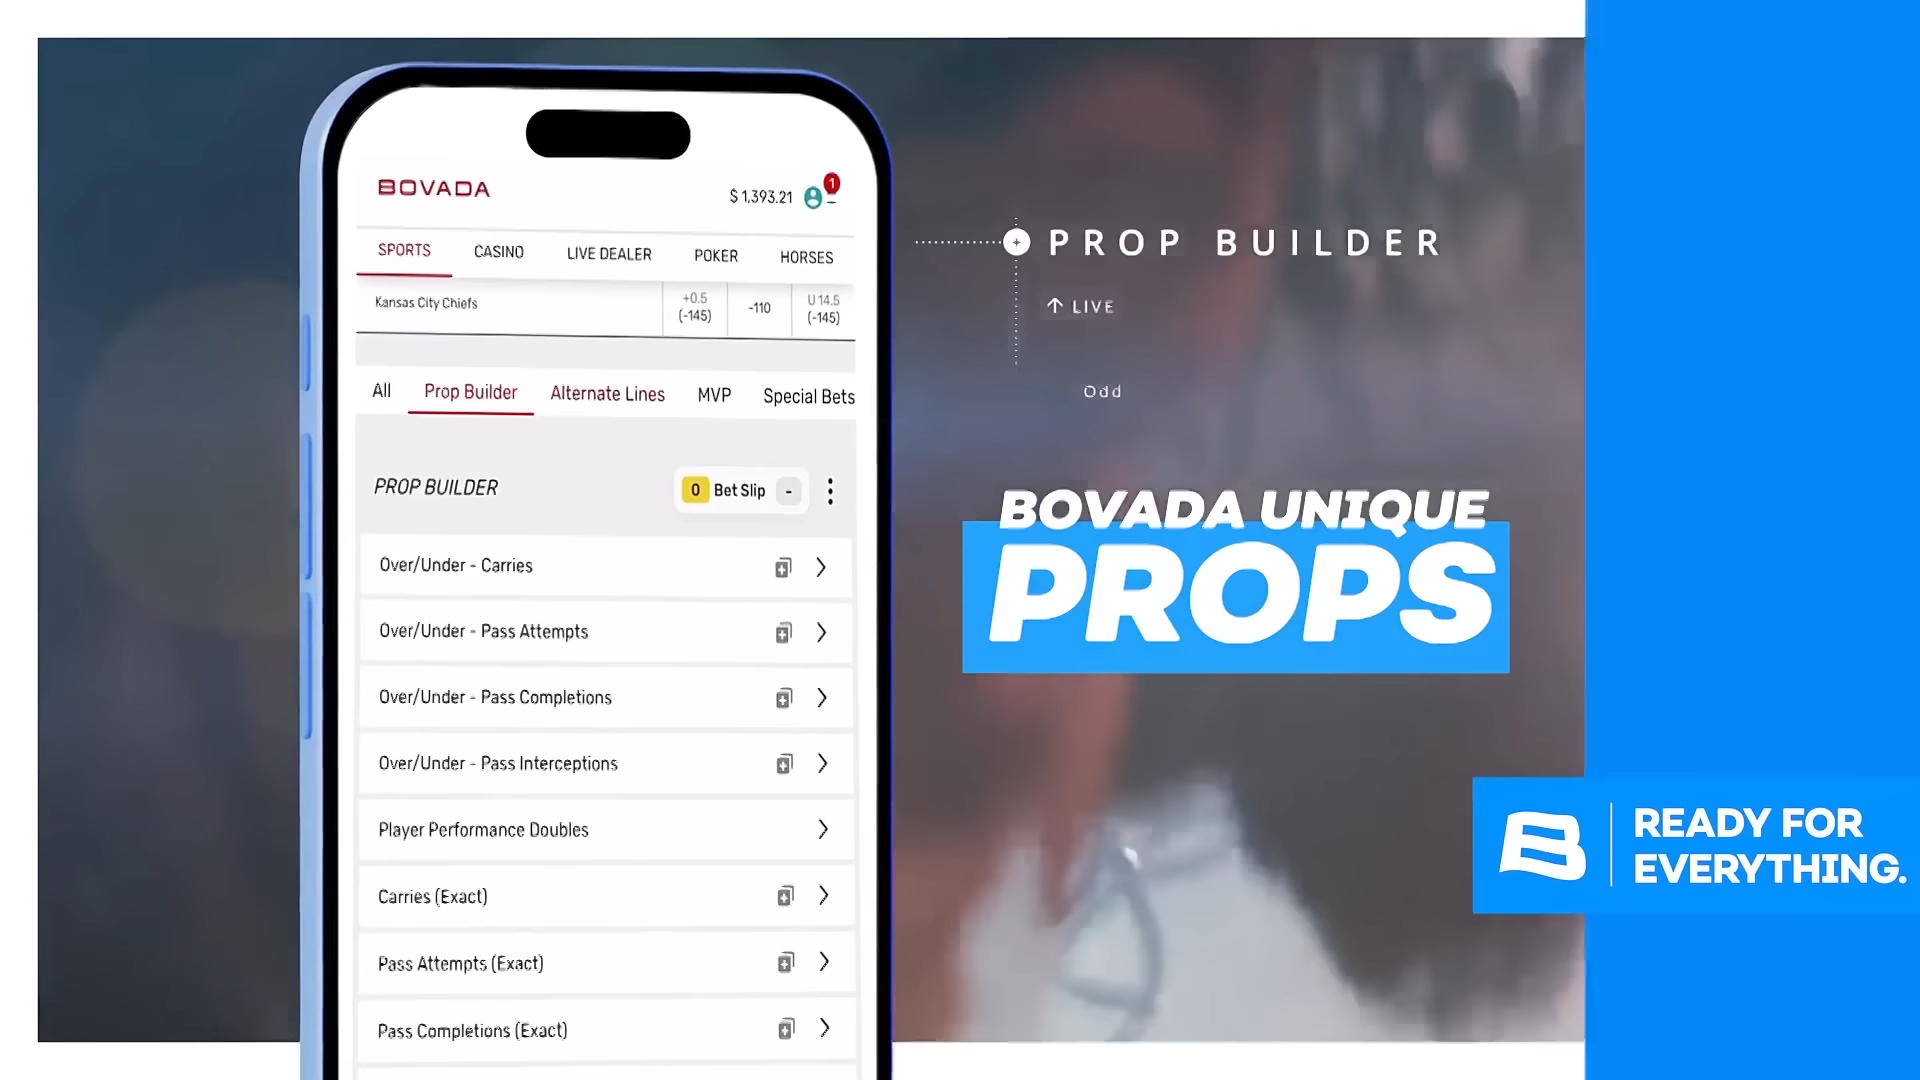 BOVADA
$ 1,393.21
1
SPORTS CASINO LIVE DEALER POKER HORSES
Kansas City Chiefs
+0.5
(-145)
-110
U 14.5
(-145)
All Prop Builder Alternate Lines MVP Special Bets
PROP BUILDER
0 Bet Slip -
Over/Under - Carries
Over/Under - Pass Attempts
Over/Under - Pass Completions
Over/Under - Pass Interceptions
Player Performance Doubles
Carries (Exact)
Pass Attempts (Exact)
Pass Completions (Exact)
PROP BUILDER
↑ LIVE
Odd
BOVADA UNIQUE
PROPS
B
READY FOR
EVERYTHING.